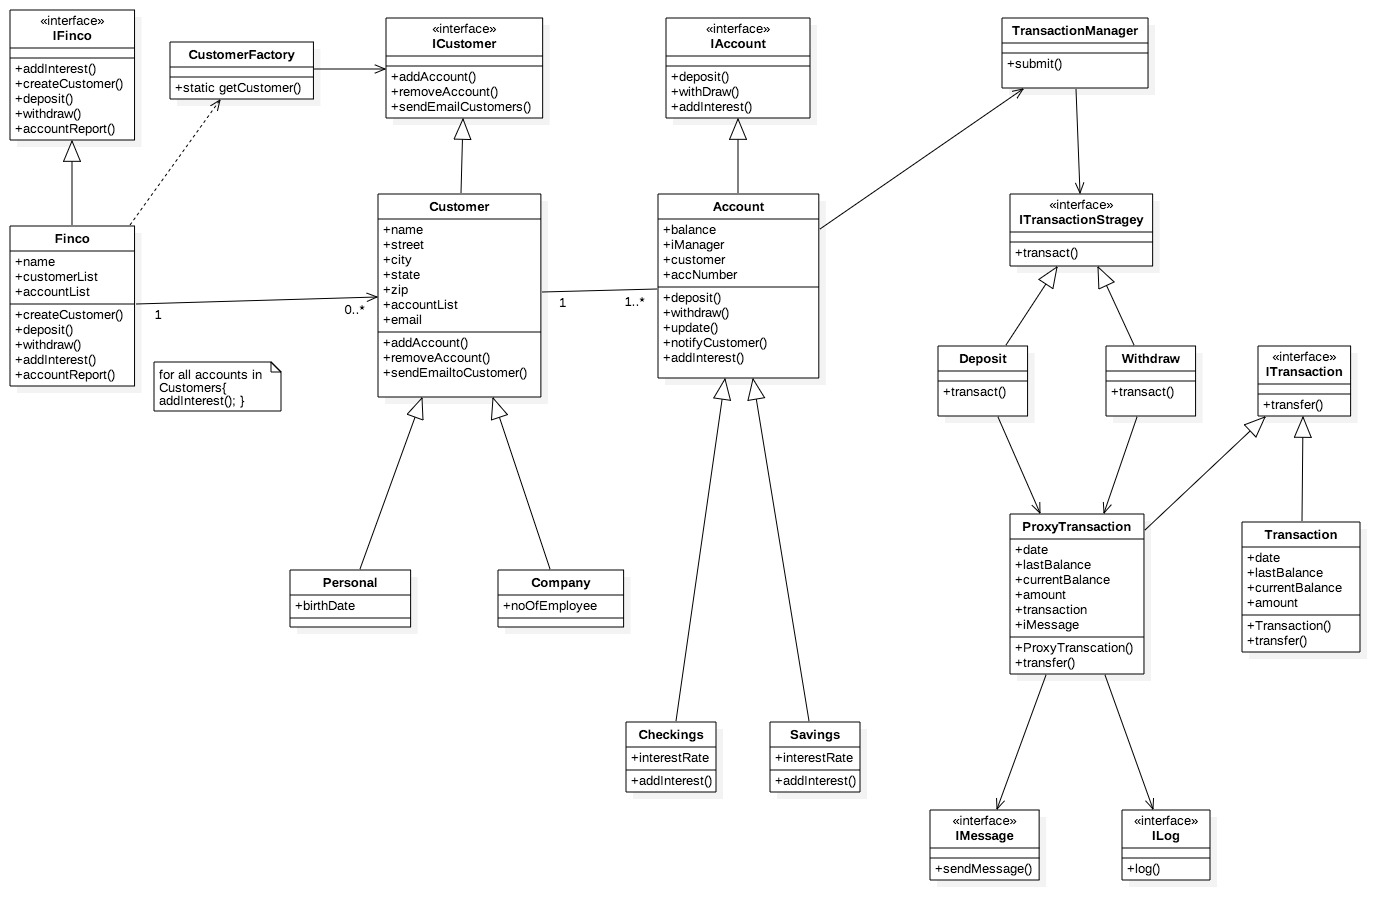 «interface»
IFinco
+addInterest()
+createCustomer()
+deposit()
+withdraw()
+accountReport()
CustomerFactory
+static getCustomer()
«interface»
ICustomer
+addAccount()
+removeAccount()
+sendEmailCustomers()
«interface»
IAccount
+deposit()
+withDraw()
+addInterest()
TransactionManager
+submit()
Finco
+name
+customerList
+accountList
+createCustomer()
+deposit()
+withdraw()
+addInterest()
+accountReport()
1
0..*
for all accounts in
Customers{
addInterest(); }
Customer
+name
+street
+city
+state
+zip
+accountList
+email
+addAccount()
+removeAccount()
+sendEmailtoCustomer()
1
1..*
Account
+balance
+iManager
+customer
+accNumber
+deposit()
+withdraw()
+update()
+notifyCustomer()
+addInterest()
«interface»
ITransactionStragey
+transact()
Deposit
+transact()
Withdraw
+transact()
«interface»
ITransaction
+transfer()
Personal
+birthDate
Company
+noOfEmployee
ProxyTransaction
+date
+lastBalance
+currentBalance
+amount
+transaction
+iMessage
+ProxyTranscation()
+transfer()
Transaction
+date
+lastBalance
+currentBalance
+amount
+Transaction()
+transfer()
Checkings
+interestRate
+addInterest()
Savings
+interestRate
+addInterest()
«interface»
IMessage
+sendMessage()
«interface»
ILog
+log()